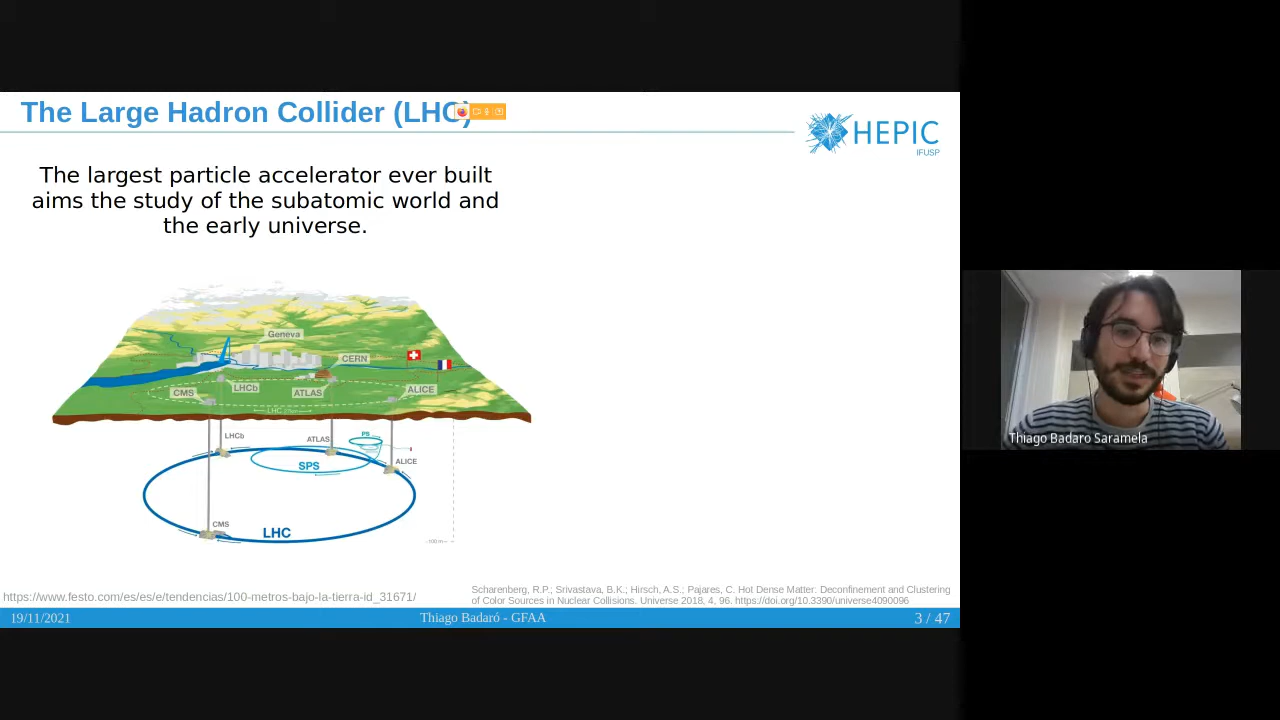 The Large Hadron Collider (LHC)
HEPIC
IFUSP
The largest particle accelerator ever built
aims the study of the subatomic world and
the early universe.
Geneva
CERN
CMS
LHCb
ATLAS
ALICE
LHCb
ATLAS
PS
SPS
ALICE
CMS
LHC
Scharenberg, R.P.; Srivastava, B.K.; Hirsch, A.S.; Pajares, C. Hot Dense Matter: Deconfinement and Clustering
of Color Sources in Nuclear Collisions. Universe 2018, 4, 96. https://doi.org/10.3390/universe4090096
https://www.festo.com/es/es/e/tendencias/100-metros-bajo-la-tierra-id_31671/
19/11/2021
Thiago Badaró - GFAA
3 / 47
Thiago Badaro Saramela